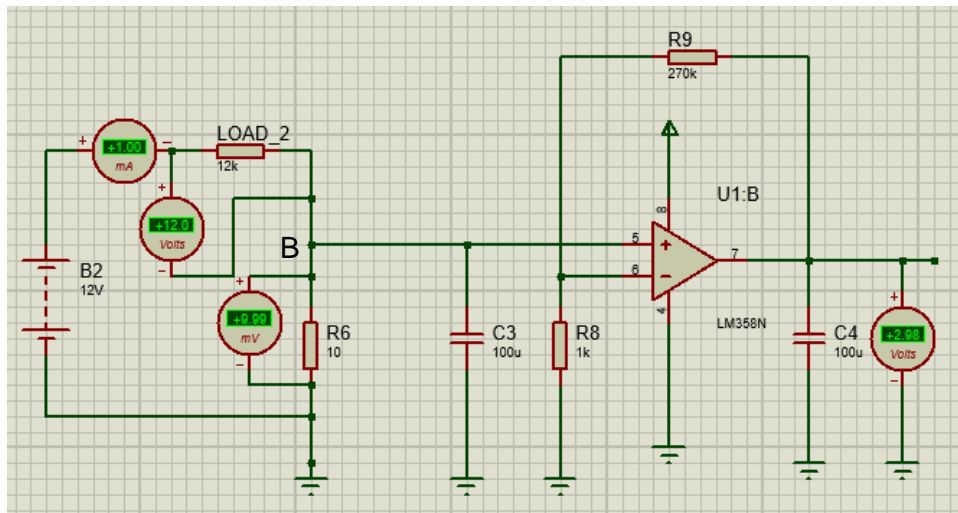 R9
270k
+ +1.00 −
mA
LOAD_2
12k
U1:B
8
+
+12.0
Volts
−
B
5
+
7
6
−
B2
12V
+
+9.99
mV
−
R6
10
C3
100u
R8
1k
4
LM358N
C4
100u
+
+2.98
Volts
−